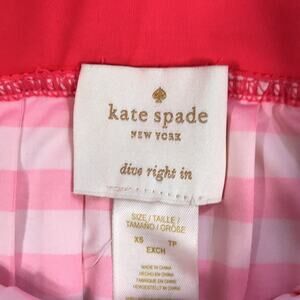 kate spade
NEW YORK
dive right in
SIZE / TAILLE /
TAMAÑO / GRÖßE
XS TP
EXCH
MADE IN CHINA
HECHO EN CHINA
FABRIQUÉ EN CHINE
HERGESTELLT IN CHINA